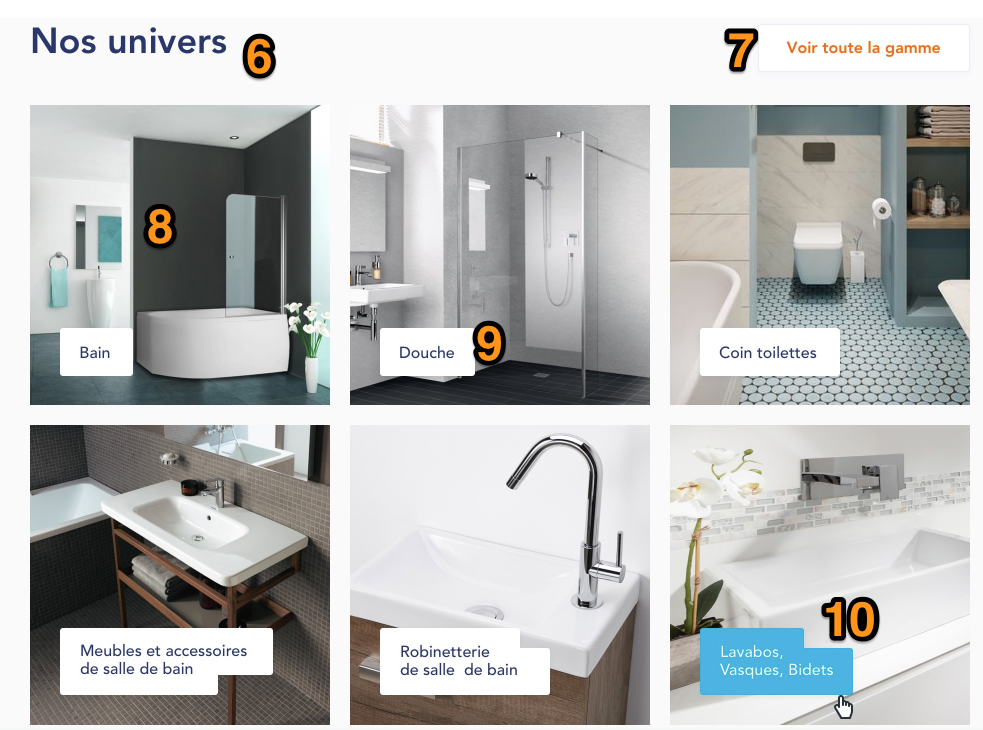 Nos univers 6
7 Voir toute la gamme
8
Bain
Douche 9
Coin toilettes
Meubles et accessoires
de salle de bain
Robinetterie
de salle  de bain
10
Lavabos,
Vasques, Bidets